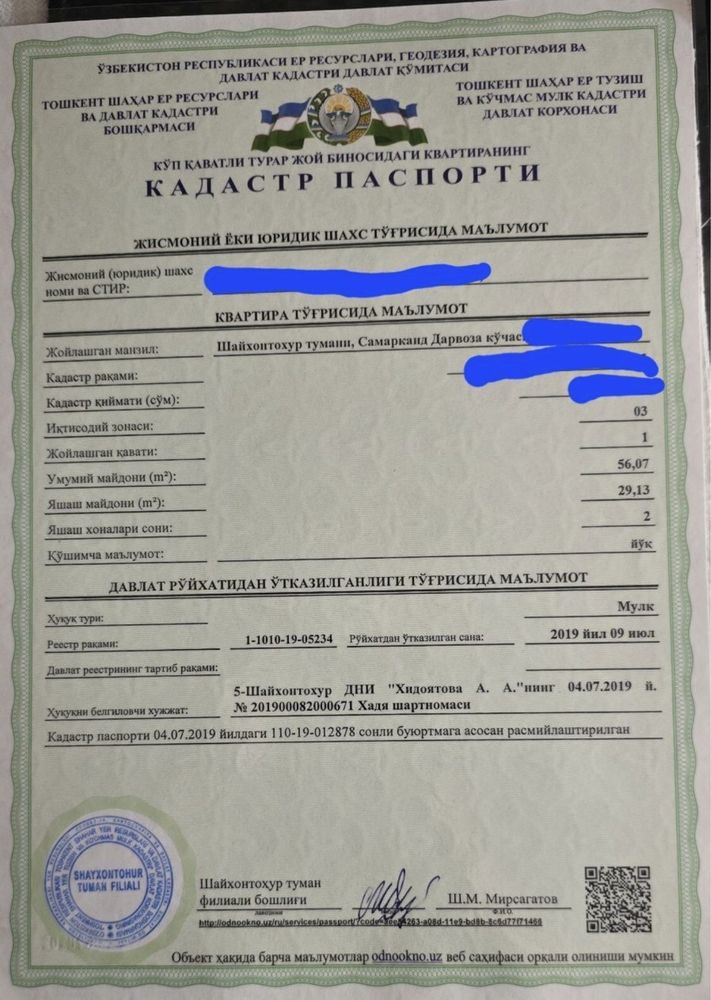 ЎЗБЕКИСТОН РЕСПУБЛИКАСИ ЕР РЕСУРСЛАРИ, ГЕОДЕЗИЯ, КАРТОГРАФИЯ ВА
ДАВЛАТ КАДАСТРИ ДАВЛАТ ҚЎМИТАСИ
ТОШКЕНТ ШАҲАР ЕР РЕСУРСЛАРИ
ВА ДАВЛАТ КАДАСТРИ
БОШҚАРМАСИ
ТОШКЕНТ ШАҲАР ЕР ТУЗИШ
ВА КЎЧМАС МУЛК КАДАСТРИ
ДАВЛАТ КОРХОНАСИ
КЎП ҚАВАТЛИ ТУРАР ЖОЙ БИНОСИДАГИ КВАРТИРАНИНГ
КАДАСТР ПАСПОРТИ
ЖИСМОНИЙ ЁКИ ЮРИДИК ШАХС ТЎҒРИСИДА МАЪЛУМОТ
Жисмоний (юридик) шахс
номи ва СТИР:
КВАРТИРА ТЎҒРИСИДА МАЪЛУМОТ
Жойлашган манзил: Шайхонтохур тумани, Самарканд Дарвоза кўчас
Кадастр рақами:
Кадастр қиймати (сўм):
Иқтисодий зонаси: 03
Жойлашган қавати: 1
Умумий майдони (m²): 56,07
Яшаш майдони (m²): 29,13
Яшаш хоналари сони: 2
Қўшимча маълумот: йўқ
ДАВЛАТ РЎЙХАТИДАН ЎТКАЗИЛГАНЛИГИ ТЎҒРИСИДА МАЪЛУМОТ
Ҳуқуқ тури: Мулк
Реестр рақами: 1-1010-19-05234 Рўйхатдан ўтказилган сана: 2019 йил 09 июл
Давлат реестрининг тартиб рақами:
5-Шайхонтохур ДНИ "Хидоятова А. А."нинг 04.07.2019 й.
Ҳуқуқни белгиловчи хужжат: № 201900082000671 Хадя шартномаси
Кадастр паспорти 04.07.2019 йилдаги 110-19-012878 сонли буюртмага асосан расмийлаштирилган
SHAYXONTOHUR
TUMAN FILIALI
Шайхонтоҳур туман
филиали бошлиғи
Ш.М. Мирсагатов
Ф.И.О.
Объект ҳақида барча маълумотлар odnookno.uz веб саҳифаси орқали олиниши мумкин